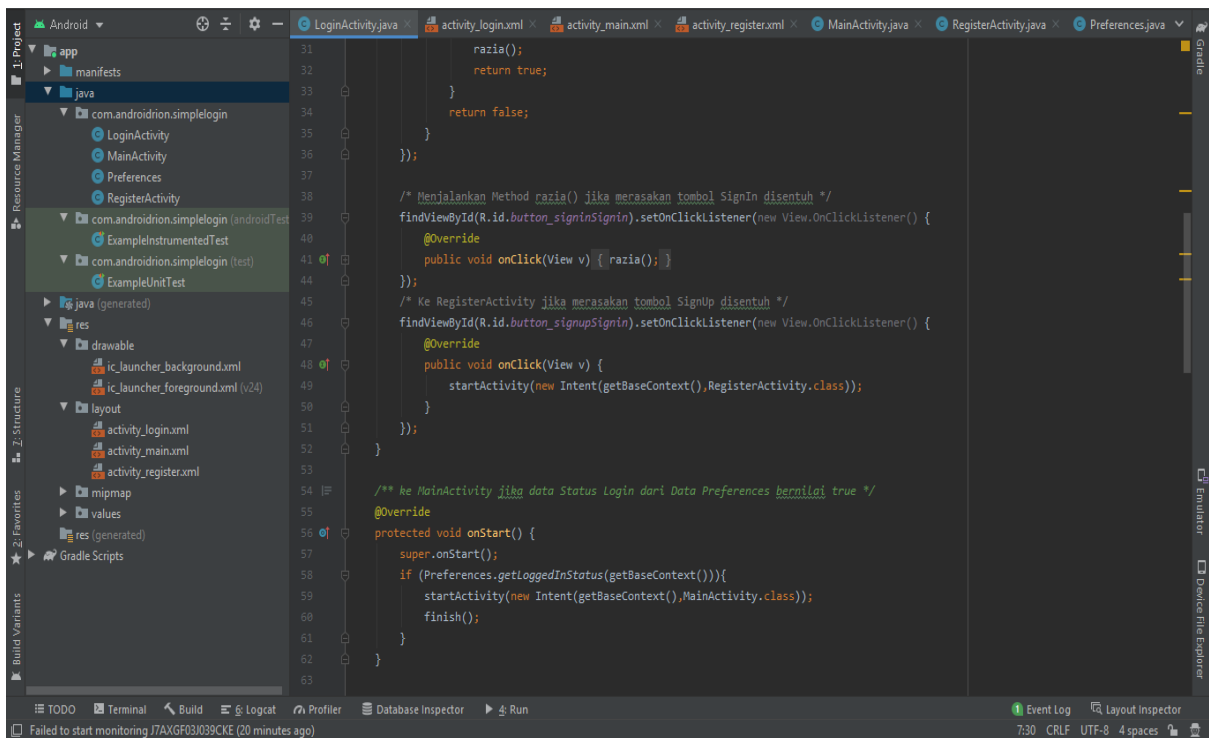 Android
LoginActivity.java
activity_login.xml
activity_main.xml
activity_register.xml
MainActivity.java
RegisterActivity.java
Preferences.java
1: Project
Resource Manager
7: Structure
2: Favorites
Build Variants
app
manifests
java
com.androidrion.simplelogin
LoginActivity
MainActivity
Preferences
RegisterActivity
com.androidrion.simplelogin (androidTest
ExampleInstrumentedTest
com.androidrion.simplelogin (test)
ExampleUnitTest
java (generated)
res
drawable
ic_launcher_background.xml
ic_launcher_foreground.xml (v24)
layout
activity_login.xml
activity_main.xml
activity_register.xml
mipmap
values
res (generated)
Gradle Scripts
31 razia();
32 return true;
33 }
34 return false;
35 }
36 });
37
38 /* Menjalankan Method razia() jika merasakan tombol SignIn disentuh */
39 findViewById(R.id.button_signinSignin).setOnClickListener(new View.OnClickListener() {
40 @Override
41 public void onClick(View v) { razia(); }
44 });
45 /* Ke RegisterActivity jika merasakan tombol SignUp disentuh */
46 findViewById(R.id.button_signupSignin).setOnClickListener(new View.OnClickListener() {
47 @Override
48 public void onClick(View v) {
49 startActivity(new Intent(getBaseContext(),RegisterActivity.class));
50 }
51 });
52 }
53
54 /** ke MainActivity jika data Status Login dari Data Preferences bernilai true */
55 @Override
56 protected void onStart() {
57 super.onStart();
58 if (Preferences.getLoggedInStatus(getBaseContext())){
59 startActivity(new Intent(getBaseContext(),MainActivity.class));
60 finish();
61 }
62 }
63
Gradle
Emulator
Device File Explorer
TODO
Terminal
Build
6: Logcat
Profiler
Database Inspector
4: Run
1 Event Log
Layout Inspector
Failed to start monitoring J7AXGF03J039CKE (20 minutes ago)
7:30 CRLF UTF-8 4 spaces